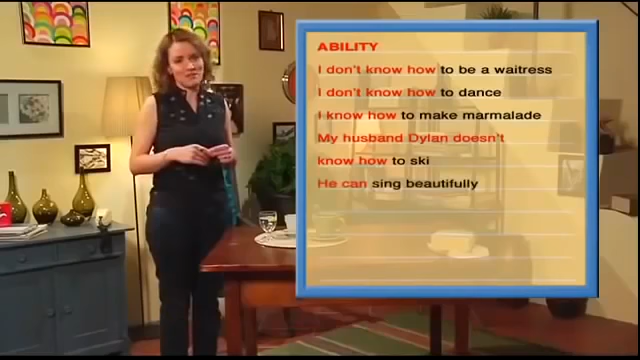 ABILITY
I don't know how to be a waitress
I don't know how to dance
I know how to make marmalade
My husband Dylan doesn't
know how to ski
He can sing beautifully